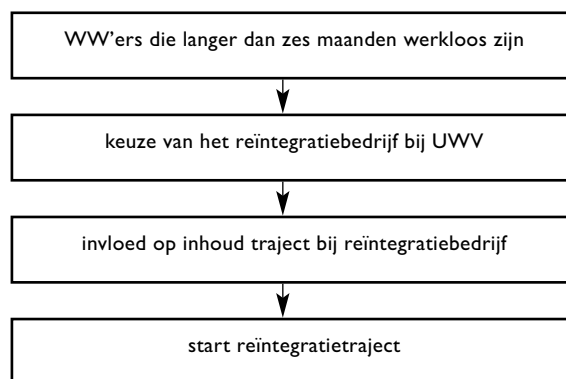 WW’ers die langer dan zes maanden werkloos zijn
keuze van het reïntegratiebedrijf bij UWV
invloed op inhoud traject bij reïntegratiebedrijf
start reïntegratietraject